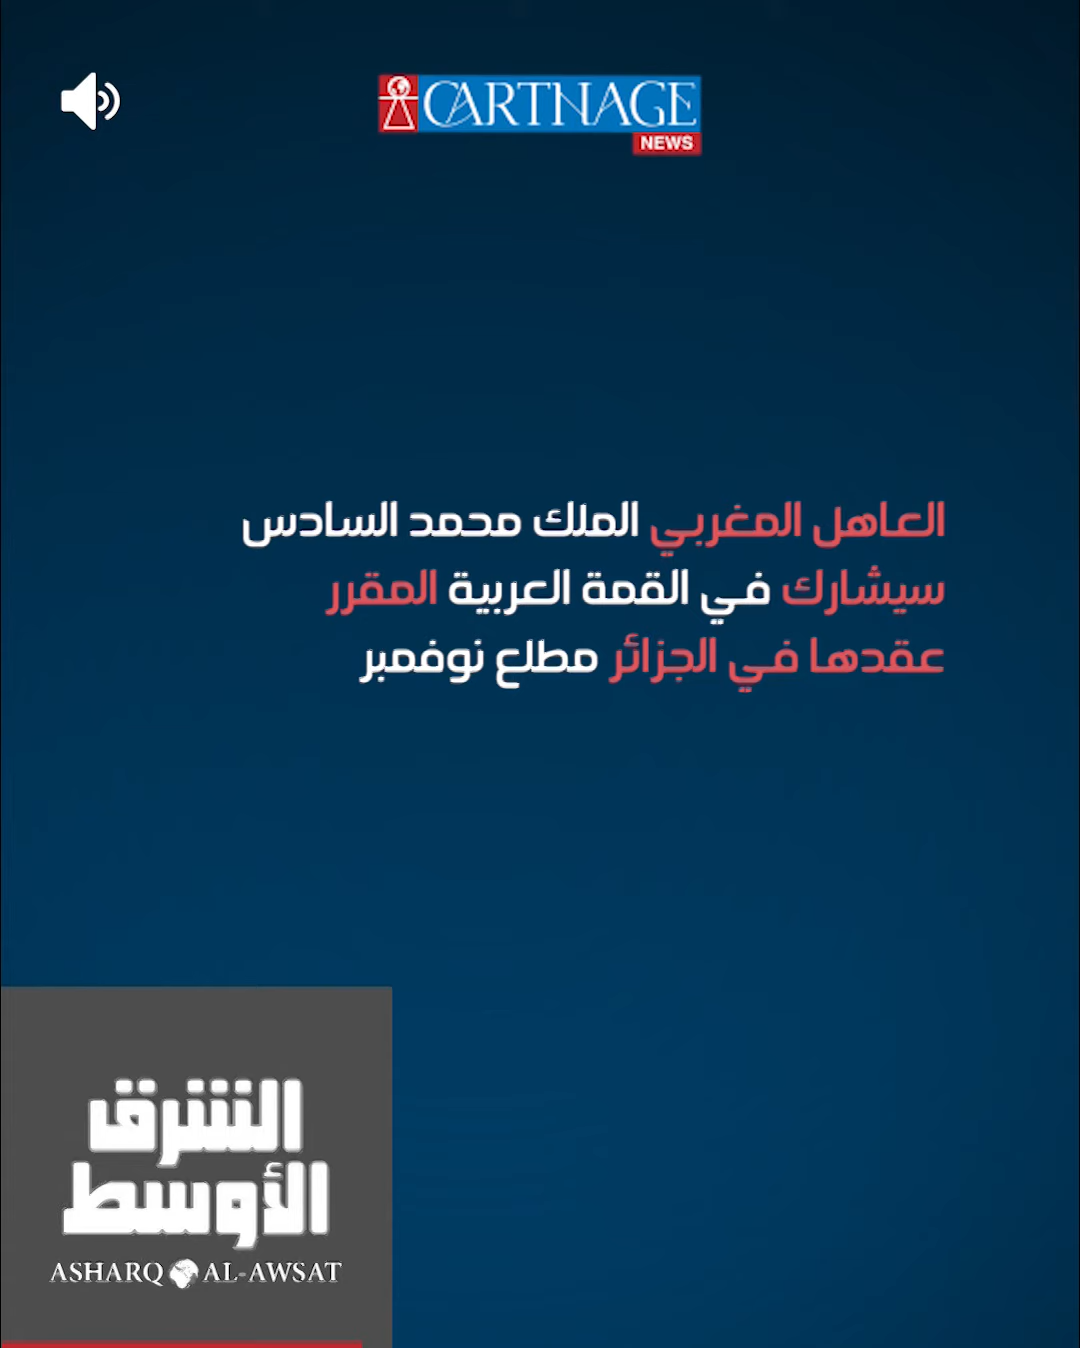 CARTNAGE
NEWS
العاهل المغربي الملك محمد السادس
سيشارك في القمة العربية المقرر
عقدها في الجزائر مطلع نوفمبر
الشرق
الأوسط
ASHARQ AL-AWSAT